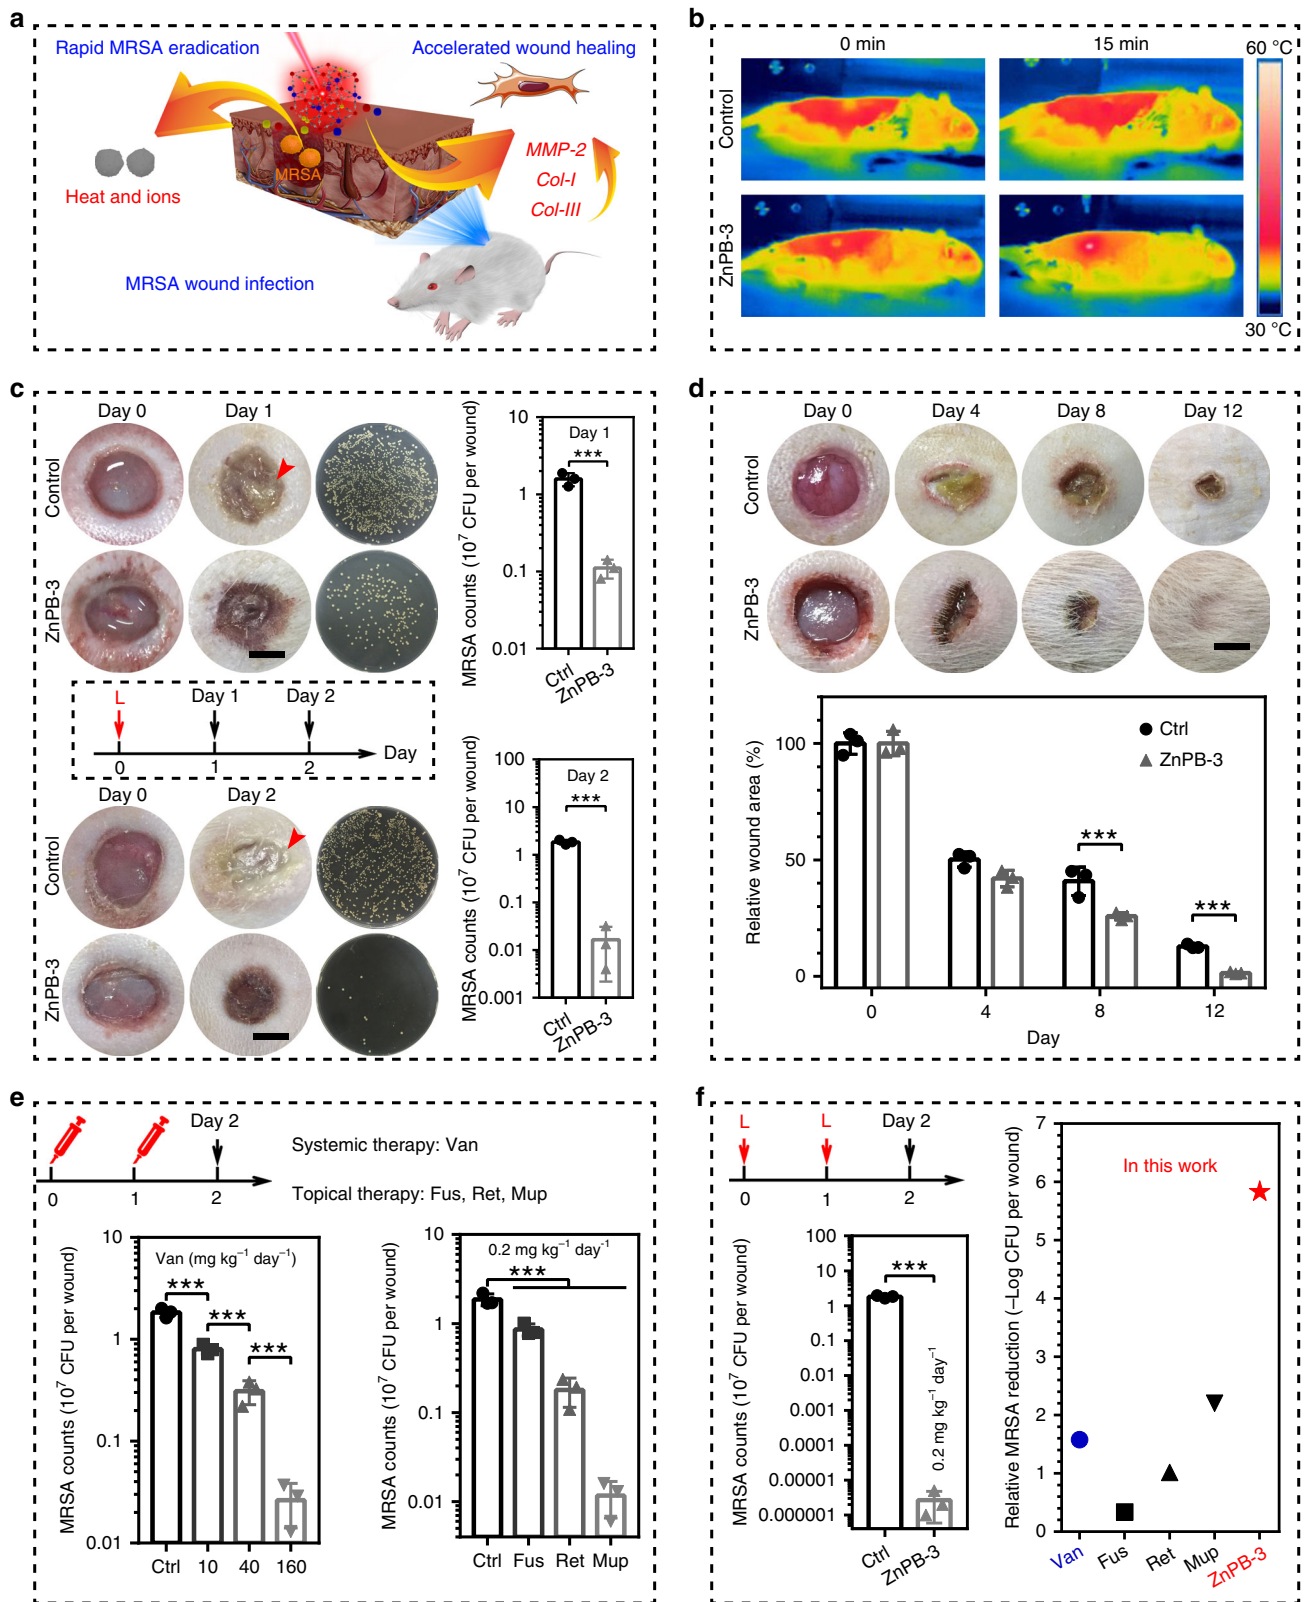 a
Rapid MRSA eradication
Accelerated wound healing
MRSA
Heat and ions
MMP-2
Col-I
Col-III
MRSA wound infection
b
0 min
15 min
60 °C
Control
ZnPB-3
30 °C
c
Day 0
Day 1
Control
ZnPB-3
MRSA counts (10⁷ CFU per wound)
10
1
0.1
0.01
Day 1
***
Ctrl
ZnPB-3
L
Day 1
Day 2
Day
0
1
2
Day 0
Day 2
Control
ZnPB-3
MRSA counts (10⁷ CFU per wound)
100
10
1
0.1
0.01
0.001
Day 2
***
Ctrl
ZnPB-3
d
Day 0
Day 4
Day 8
Day 12
Control
ZnPB-3
Relative wound area (%)
100
50
0
Ctrl
ZnPB-3
***
***
0
4
8
12
Day
e
Day 2
0
1
2
Systemic therapy: Van
Topical therapy: Fus, Ret, Mup
MRSA counts (10⁷ CFU per wound)
10
1
0.1
0.01
Van (mg kg⁻¹ day⁻¹)
***
***
***
Ctrl
10
40
160
MRSA counts (10⁷ CFU per wound)
10
1
0.1
0.01
0.2 mg kg⁻¹ day⁻¹
***
Ctrl
Fus
Ret
Mup
f
L
L
Day 2
0
1
2
MRSA counts (10⁷ CFU per wound)
100
10
1
0.1
0.01
0.001
0.0001
0.00001
0.000001
***
0.2 mg kg⁻¹ day⁻¹
Ctrl
ZnPB-3
Relative MRSA reduction (–Log CFU per wound)
7
6
5
4
3
2
1
0
In this work
Van
Fus
Ret
Mup
ZnPB-3